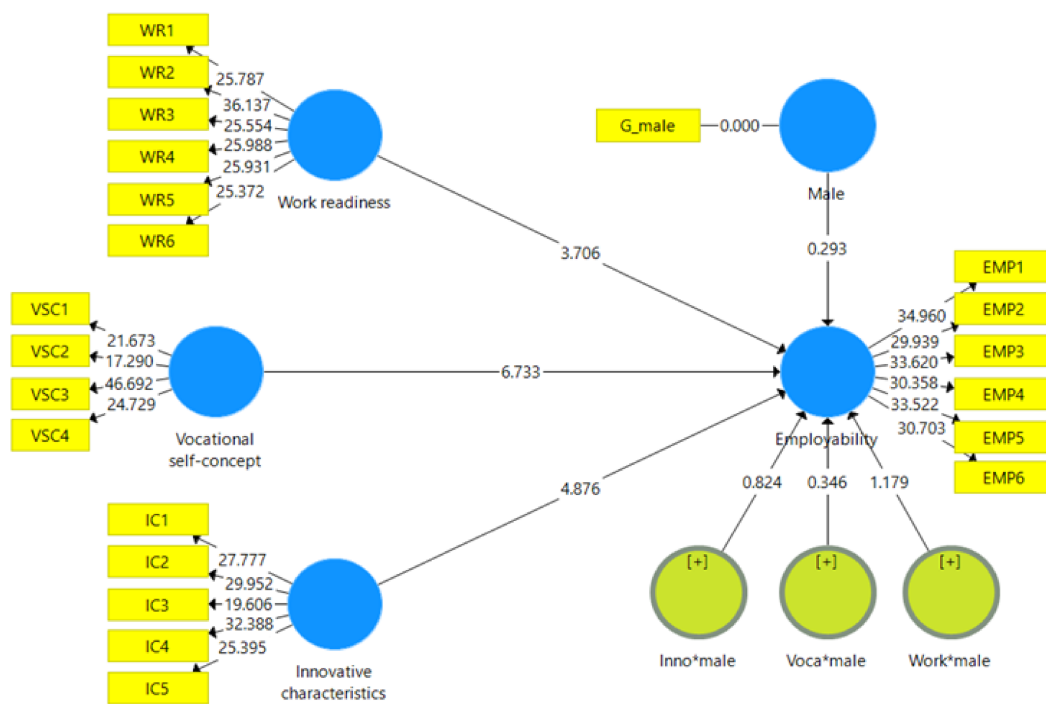 WR1
WR2
WR3
WR4
WR5
WR6
25.787
36.137
25.554
25.988
25.931
25.372
Work readiness
G_male
0.000
Male
0.293
3.706
VSC1
VSC2
VSC3
VSC4
21.673
17.290
46.692
24.729
Vocational
self-concept
6.733
EMP1
EMP2
EMP3
EMP4
EMP5
EMP6
34.960
29.939
33.620
30.358
33.522
30.703
Employability
4.876
IC1
IC2
IC3
IC4
IC5
27.777
29.952
19.606
32.388
25.395
Innovative
characteristics
0.824
0.346
1.179
[+]
[+]
[+]
Inno*male
Voca*male
Work*male